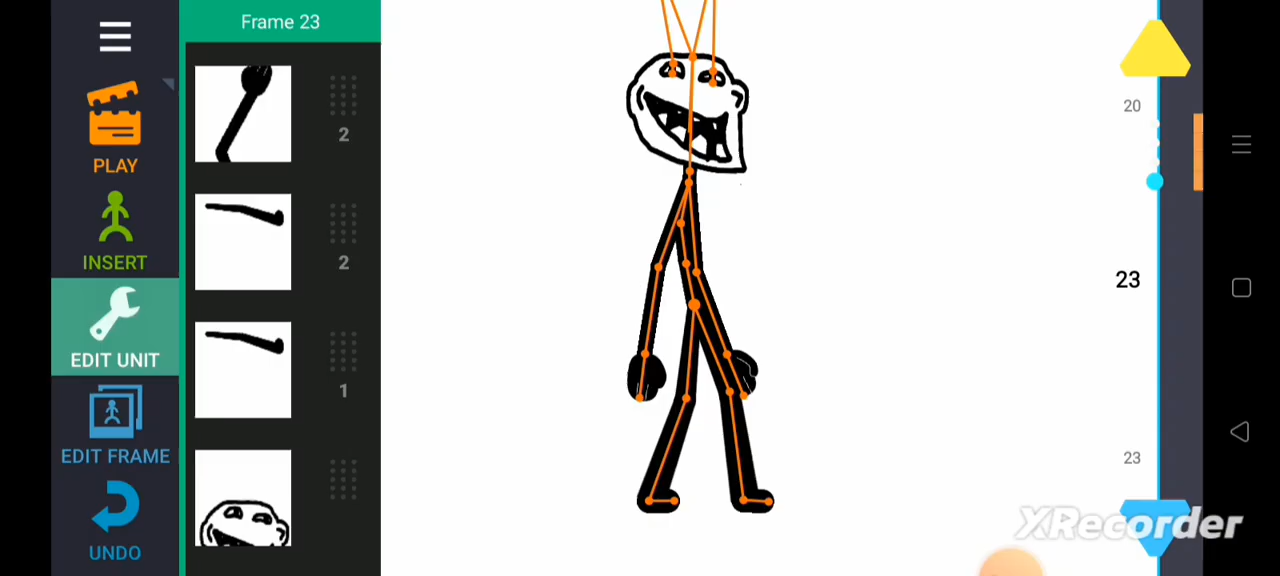 Frame 23
PLAY
INSERT
EDIT UNIT
EDIT FRAME
UNDO
2
2
1
20
23
23
XRecorder